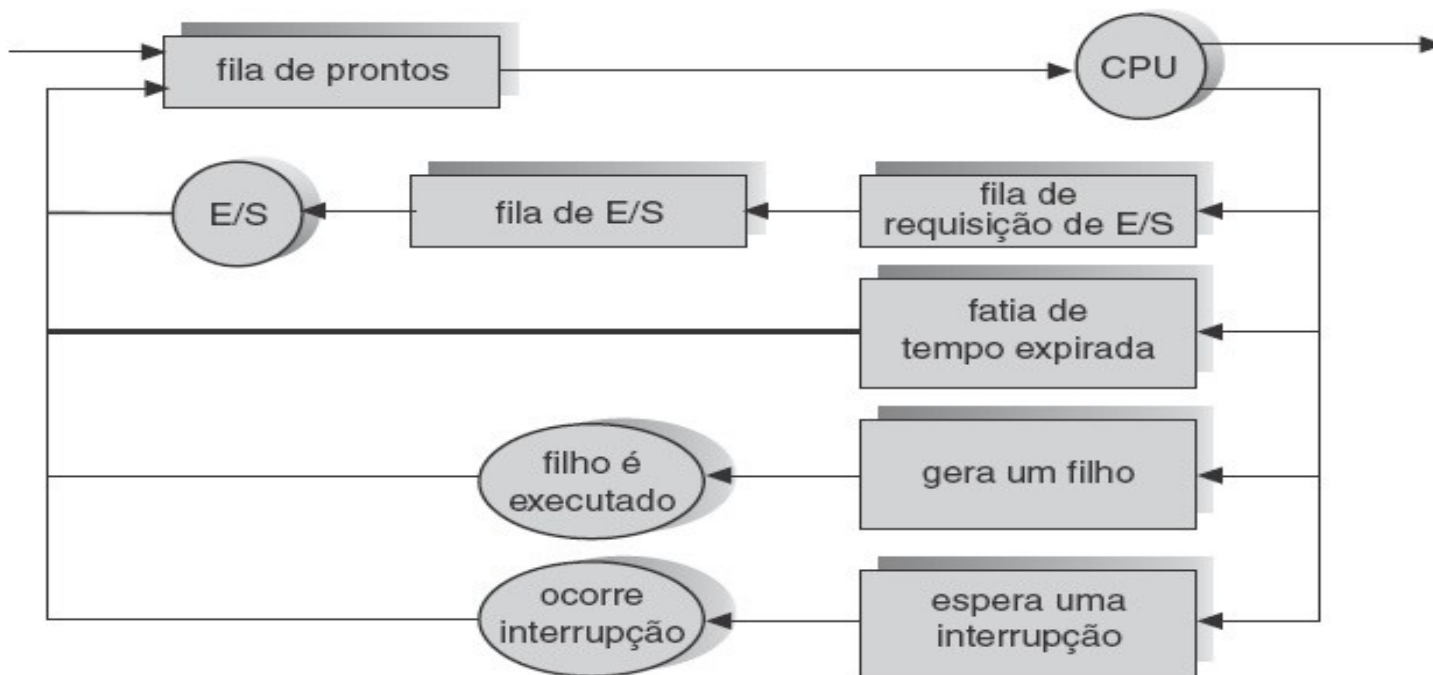 fila de prontos
CPU
E/S
fila de E/S
fila de
requisição de E/S
fatia de
tempo expirada
filho é
executado
gera um filho
ocorre
interrupção
espera uma
interrupção